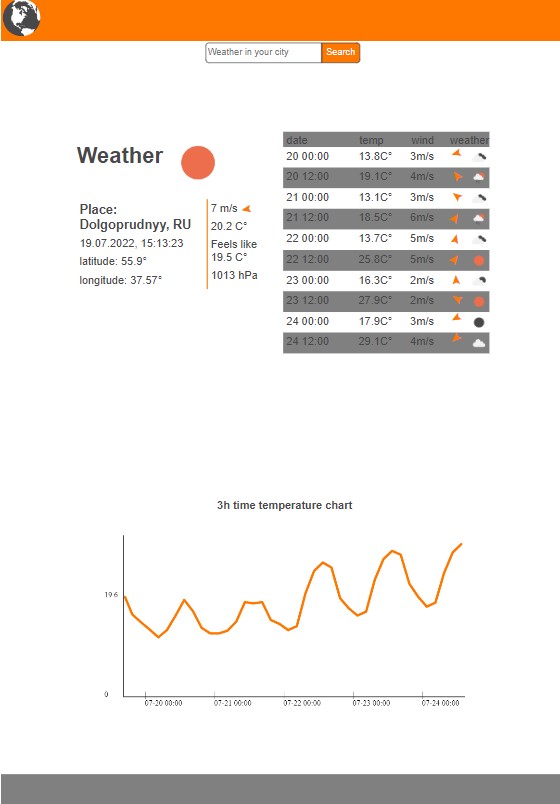 Weather in your city Search
Weather
Place:
Dolgoprudnyy, RU
19.07.2022, 15:13:23
latitude: 55.9°
longitude: 37.57°
7 m/s
20.2 C°
Feels like
19.5 C°
1013 hPa
date temp wind weather
20 00:00 13.8C° 3m/s
20 12:00 19.1C° 4m/s
21 00:00 13.1C° 3m/s
21 12:00 18.5C° 6m/s
22 00:00 13.7C° 5m/s
22 12:00 25.8C° 5m/s
23 00:00 16.3C° 2m/s
23 12:00 27.9C° 2m/s
24 00:00 17.9C° 3m/s
24 12:00 29.1C° 4m/s
3h time temperature chart
19.6
0
07-20 00:00 07-21 00:00 07-22 00:00 07-23 00:00 07-24 00:00